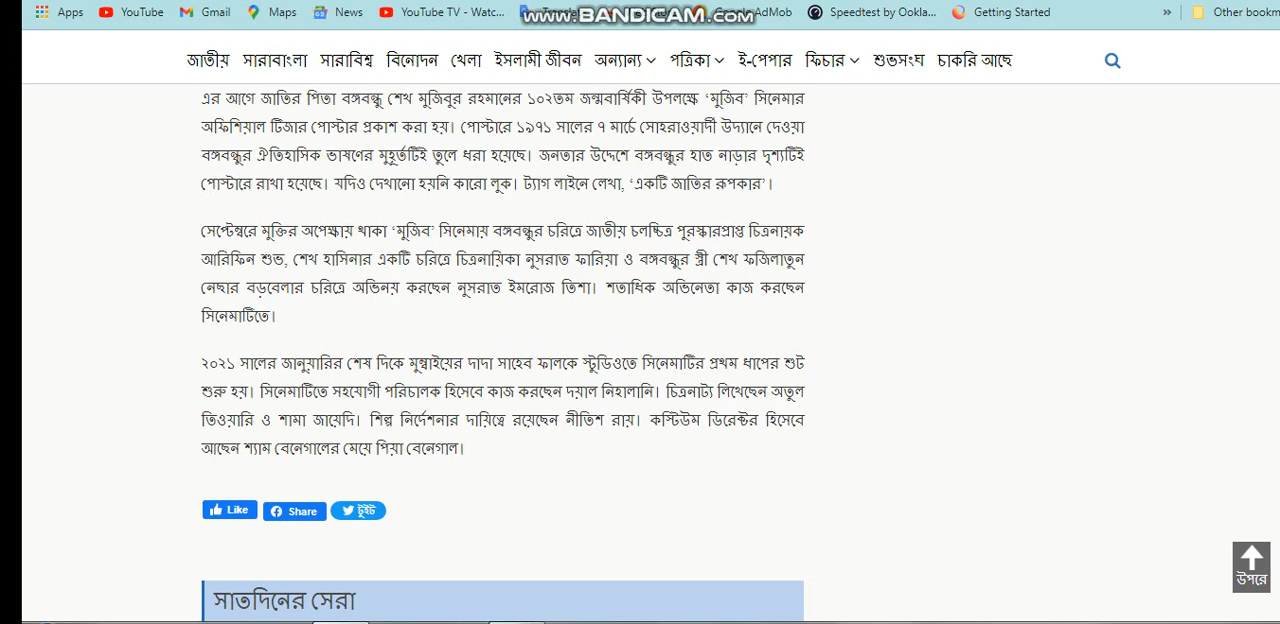 Apps YouTube Gmail Maps News YouTube TV - Watc... AdMob Speedtest by Ookla... Getting Started » Other bookm
www.BANDICAM.com
জাতীয় সারাবাংলা সারাবিশ্ব বিনোদন খেলা ইসলামী জীবন অন্যান্য পত্রিকা ই-পেপার ফিচার শুভসংঘ চাকরি আছে
এর আগে জাতির পিতা বঙ্গবন্ধু শেখ মুজিবুর রহমানের ১০২তম জন্মবার্ষিকী উপলক্ষে ‘মুজিব’ সিনেমার
অফিশিয়াল টিজার পোস্টার প্রকাশ করা হয়। পোস্টারে ১৯৭১ সালের ৭ মার্চে সোহরাওয়ার্দী উদ্যানে দেওয়া
বঙ্গবন্ধুর ঐতিহাসিক ভাষণের মুহূর্তটিই তুলে ধরা হয়েছে। জনতার উদ্দেশে বঙ্গবন্ধুর হাত নাড়ার দৃশ্যটিই
পোস্টারে রাখা হয়েছে। যদিও দেখানো হয়নি কারো লুক। ট্যাগ লাইনে লেখা, ‘একটি জাতির রূপকার’।
সেপ্টেম্বরে মুক্তির অপেক্ষায় থাকা ‘মুজিব’ সিনেমায় বঙ্গবন্ধুর চরিত্রে জাতীয় চলচ্চিত্র পুরস্কারপ্রাপ্ত চিত্রনায়ক
আরিফিন শুভ, শেখ হাসিনার একটি চরিত্রে চিত্রনায়িকা নুসরাত ফারিয়া ও বঙ্গবন্ধুর স্ত্রী শেখ ফজিলাতুন
নেছার বড়বেলার চরিত্রে অভিনয় করছেন নুসরাত ইমরোজ তিশা। শতাধিক অভিনেতা কাজ করছেন
সিনেমাটিতে।
২০২১ সালের জানুয়ারির শেষ দিকে মুম্বাইয়ের দাদা সাহেব ফালকে স্টুডিওতে সিনেমাটির প্রথম ধাপের শুট
শুরু হয়। সিনেমাটিতে সহযোগী পরিচালক হিসেবে কাজ করছেন দয়াল নিহালানি। চিত্রনাট্য লিখেছেন অতুল
তিওয়ারি ও শামা জায়েদি। শিল্প নির্দেশনার দায়িত্বে রয়েছেন নীতিশ রায়। কস্টিউম ডিরেক্টর হিসেবে
আছেন শ্যাম বেনেগালের মেয়ে পিয়া বেনেগাল।
Like Share টুইট
উপরে
সাতদিনের সেরা